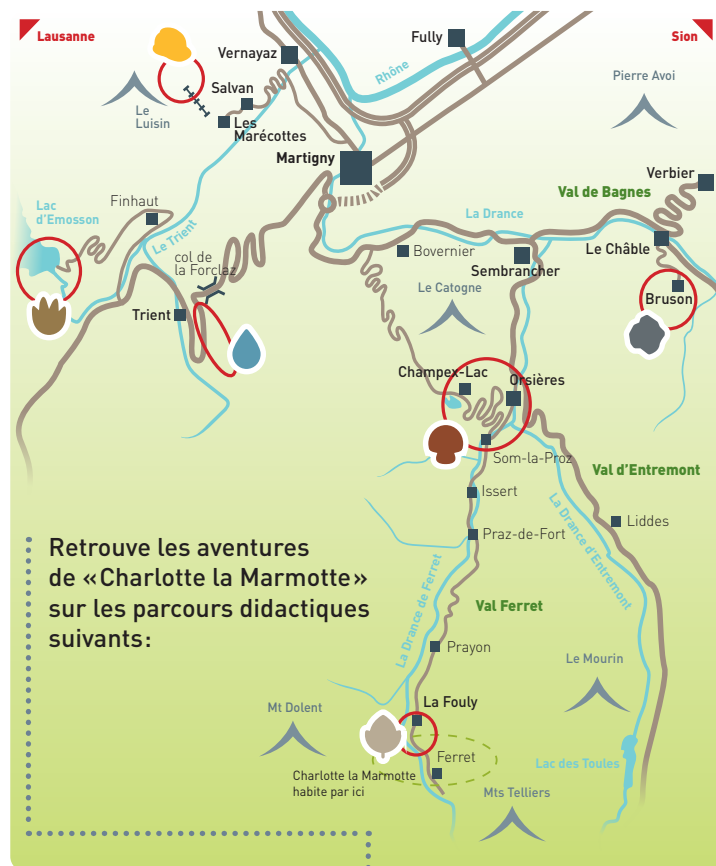 Lausanne
Sion
Fully
Vernayaz
Rhône
Pierre Avoi
Salvan
Le
Luisin
Les
Marécottes
Martigny
Verbier
Val de Bagnes
Finhaut
Lac
d'Emosson
La Drance
Le Trient
Le Châble
Bovernier
col de
la Forclaz
Sembrancher
Le Catogne
Bruson
Trient
Champex-Lac
Orsières
Som-la-Proz
Val d'Entremont
Issert
Liddes
Praz-de-Fort
La Drance d'Entremont
Retrouve les aventures
de «Charlotte la Marmotte»
sur les parcours didactiques
suivants:
La Drance de Ferret
Val Ferret
Prayon
Le Mourin
La Fouly
Mt Dolent
Ferret
Lac des Toules
Charlotte la Marmotte
habite par ici
Mts Telliers